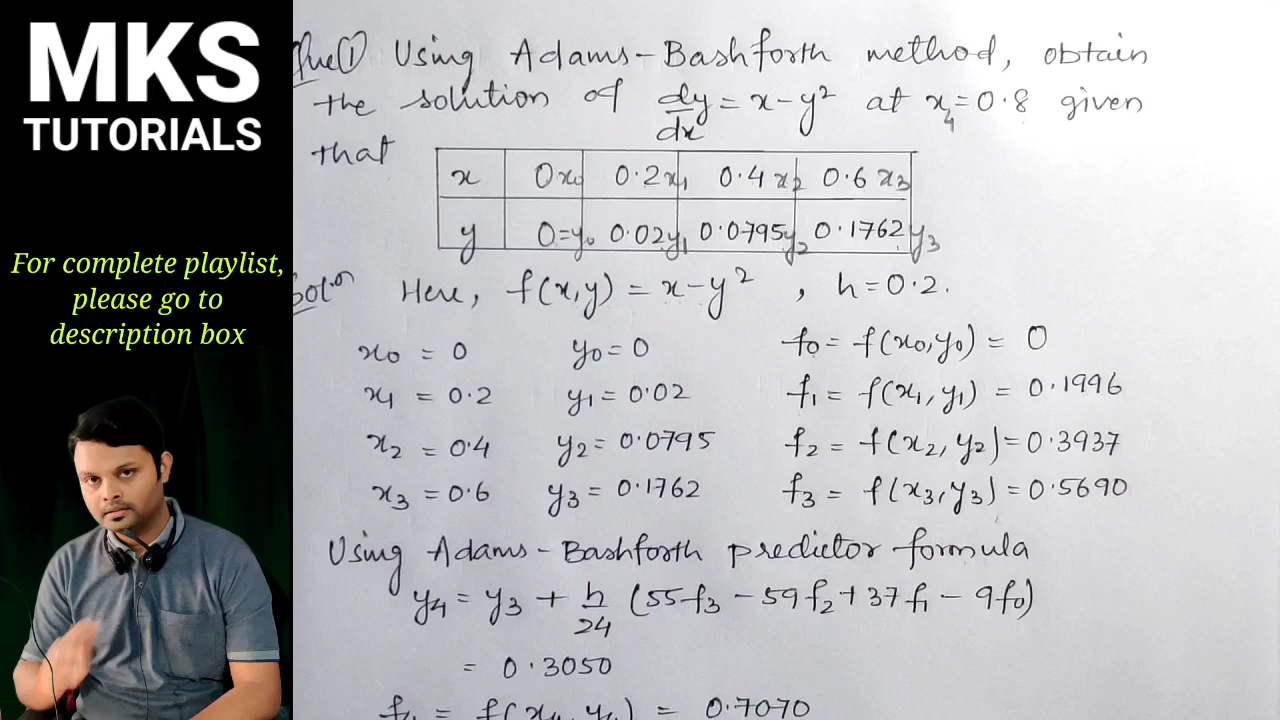 MKS
TUTORIALS
For complete playlist,
please go to
description box
Que① Using Adams-Bashforth method, obtain
the solution of dy/dx = x-y² at x₄=0.8 given
that
x 0 x₀ 0.2 x₁ 0.4 x₂ 0.6 x₃
y 0=y₀ 0.02 y₁ 0.0795 y₂ 0.1762 y₃
Solⁿ Here, f(x,y) = x-y² , h=0.2.
x₀ = 0 y₀=0 f₀= f(x₀,y₀) = 0
x₁ = 0.2 y₁=0.02 f₁= f(x₁,y₁) = 0.1996
x₂ = 0.4 y₂=0.0795 f₂ = f(x₂,y₂)=0.3937
x₃ = 0.6 y₃= 0.1762 f₃ = f(x₃,y₃)=0.5690
Using Adams-Bashforth predictor formula
y₄= y₃ + h/24 (55f₃ - 59f₂ + 37f₁ - 9f₀)
= 0.3050
f₄ = f(x₄,y₄) = 0.7070